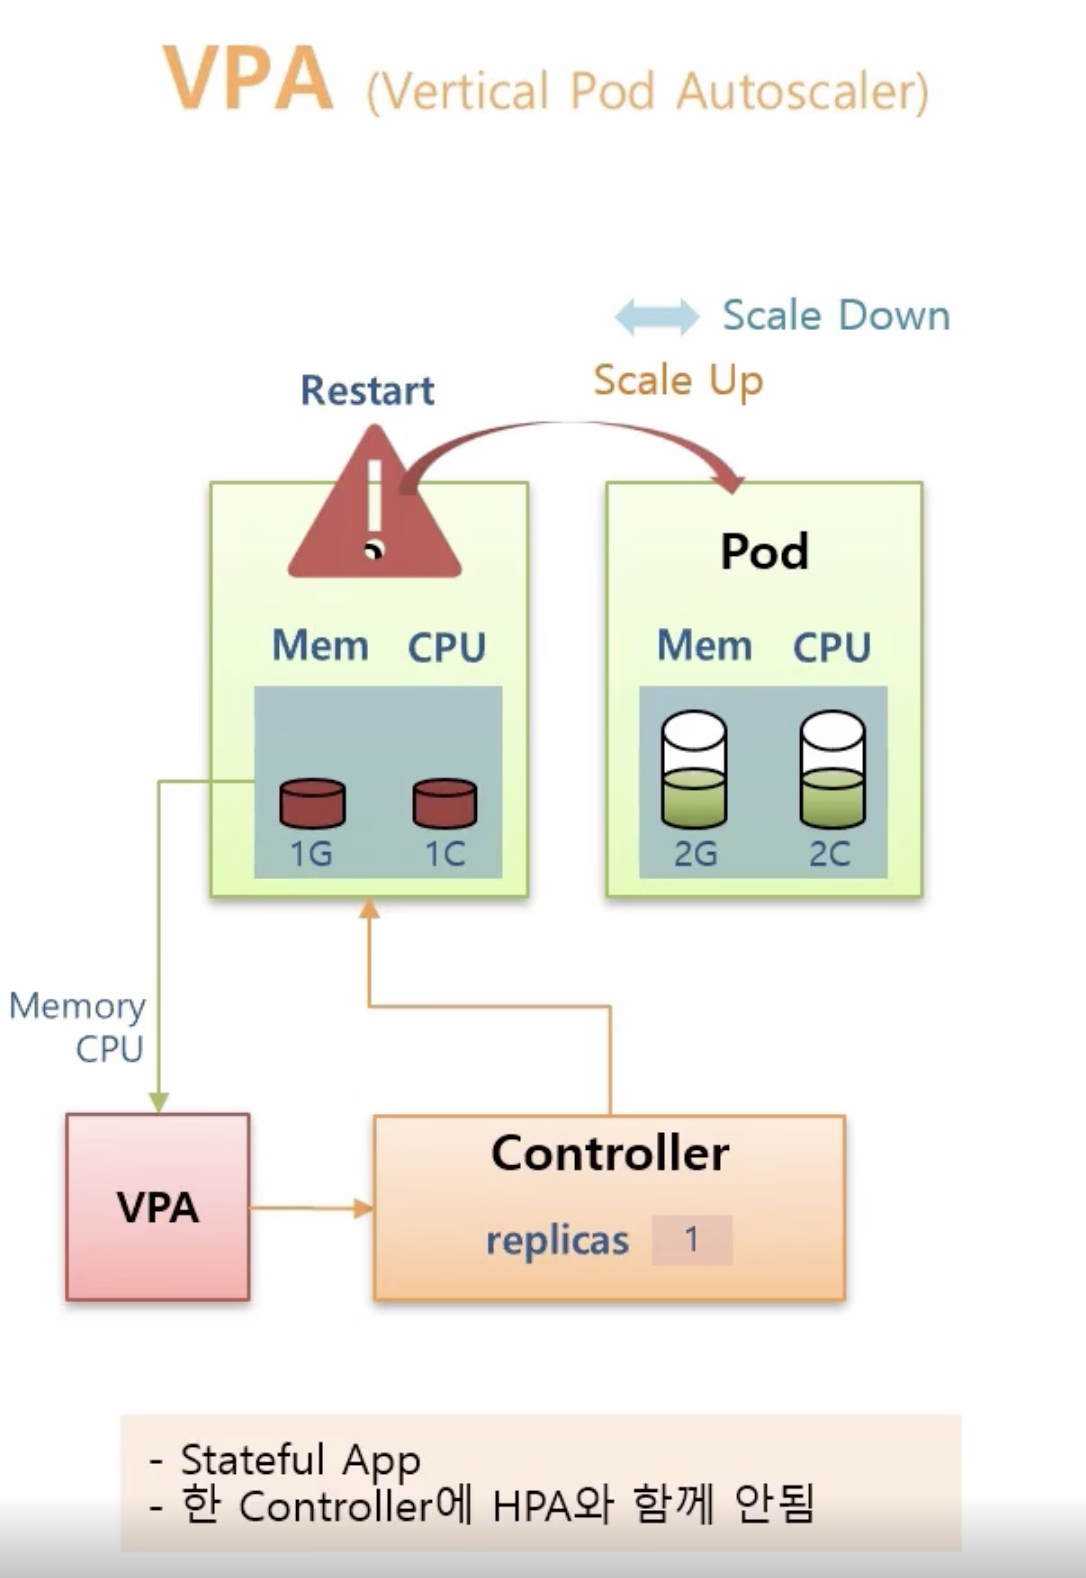 VPA (Vertical Pod Autoscaler)
Scale Down
Scale Up
Restart
Pod
Mem CPU
1G 1C
Mem CPU
2G 2C
Memory
CPU
VPA
Controller
replicas 1
- Stateful App
- 한 Controller에 HPA와 함께 안됨